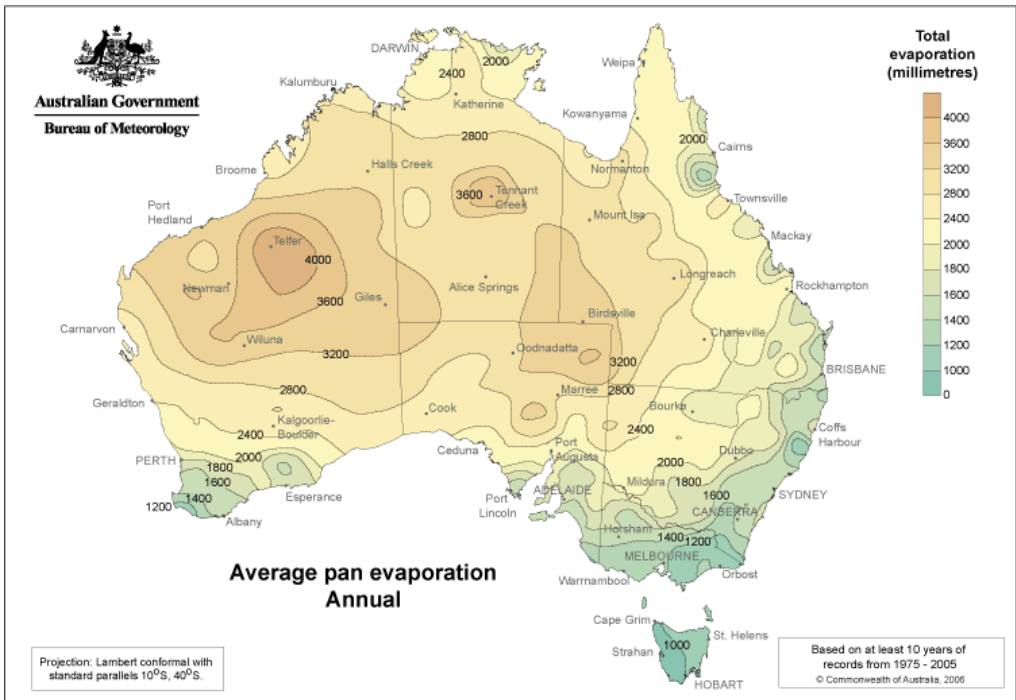 Australian Government
Bureau of Meteorology
Total
evaporation
(millimetres)
4000
3600
3200
2800
2400
2000
1800
1600
1400
1200
1000
0
DARWIN
2000
2400
Weipa
Kalumburu
Katherine
Kowanyama
2800
2000
Cairns
Halls Creek
Normanton
Broome
3600
Tennant
Creek
Townsville
Port
Hedland
Mount Isa
Mackay
Telfer
4000
Longreach
Newman
Alice Springs
Rockhampton
3600
Giles
Birdsville
Carnarvon
Wiluna
Charleville
3200
Oodnadatta
3200
BRISBANE
2800
Marree
2800
Geraldton
Cook
Bourke
Kalgoorlie-
Boulder
2400
2400
Coffs
Harbour
2000
Ceduna
Port
Augusta
Dubbo
PERTH
1800
2000
1600
Mildura
1800
1400
Esperance
Port
Lincoln
ADELAIDE
1600
SYDNEY
1200
Albany
CANBERRA
Horsham
1400
1200
MELBOURNE
Warrnambool
Orbost
Average pan evaporation
Annual
Cape Grim
St. Helens
1000
Strahan
HOBART
Projection: Lambert conformal with
standard parallels 10°S, 40°S.
Based on at least 10 years of
records from 1975 - 2005
© Commonwealth of Australia, 2006